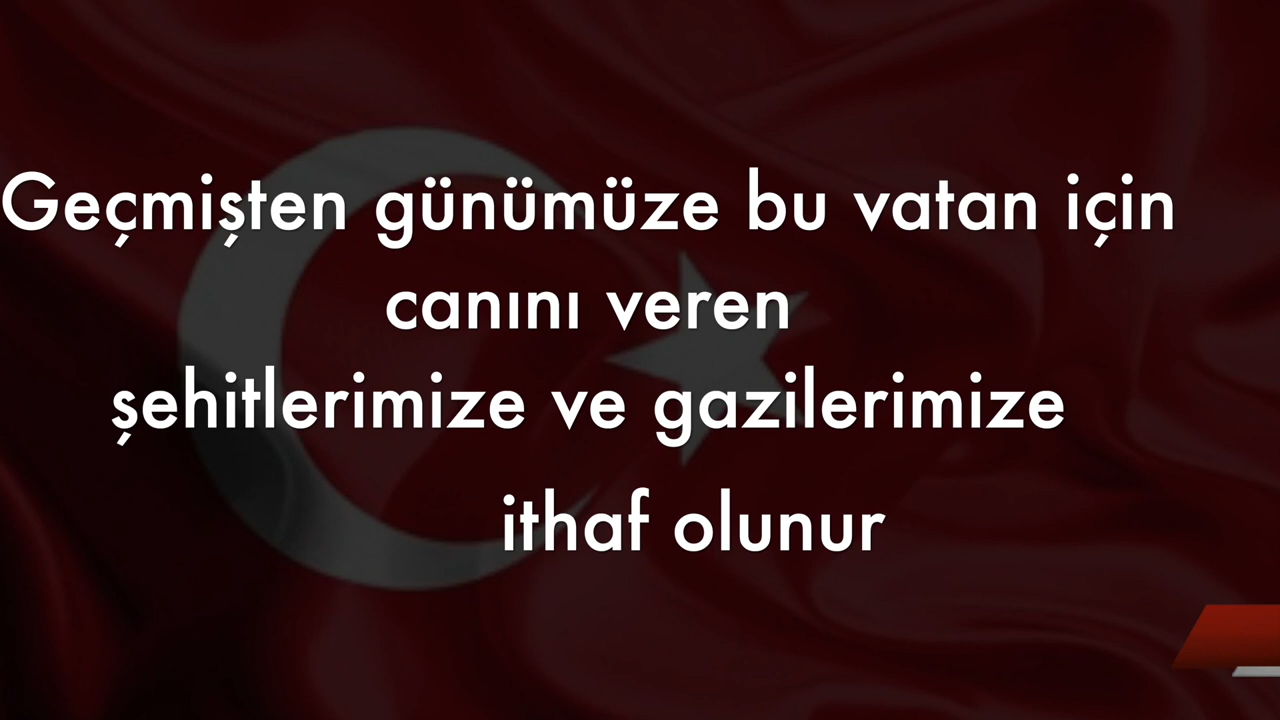 Geçmişten günümüze bu vatan için
canını veren
şehitlerimize ve gazilerimize
ithaf olunur